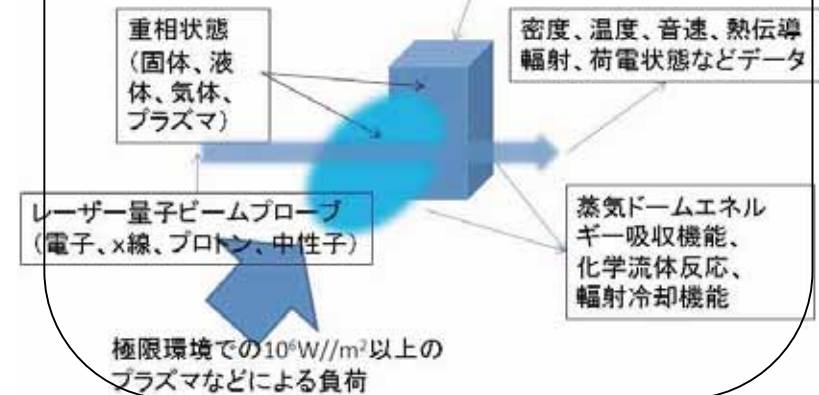 重相状態
（固体、液
体、気体、
プラズマ）
密度、温度、音速、熱伝導
輻射、荷電状態などデータ
レーザー量子ビームプローブ
（電子、x線、プロトン、中性子）
蒸気ドームエネル
ギー吸収機能、
化学流体反応、
輻射冷却機能
極限環境での10⁶W//m²以上の
プラズマなどによる負荷